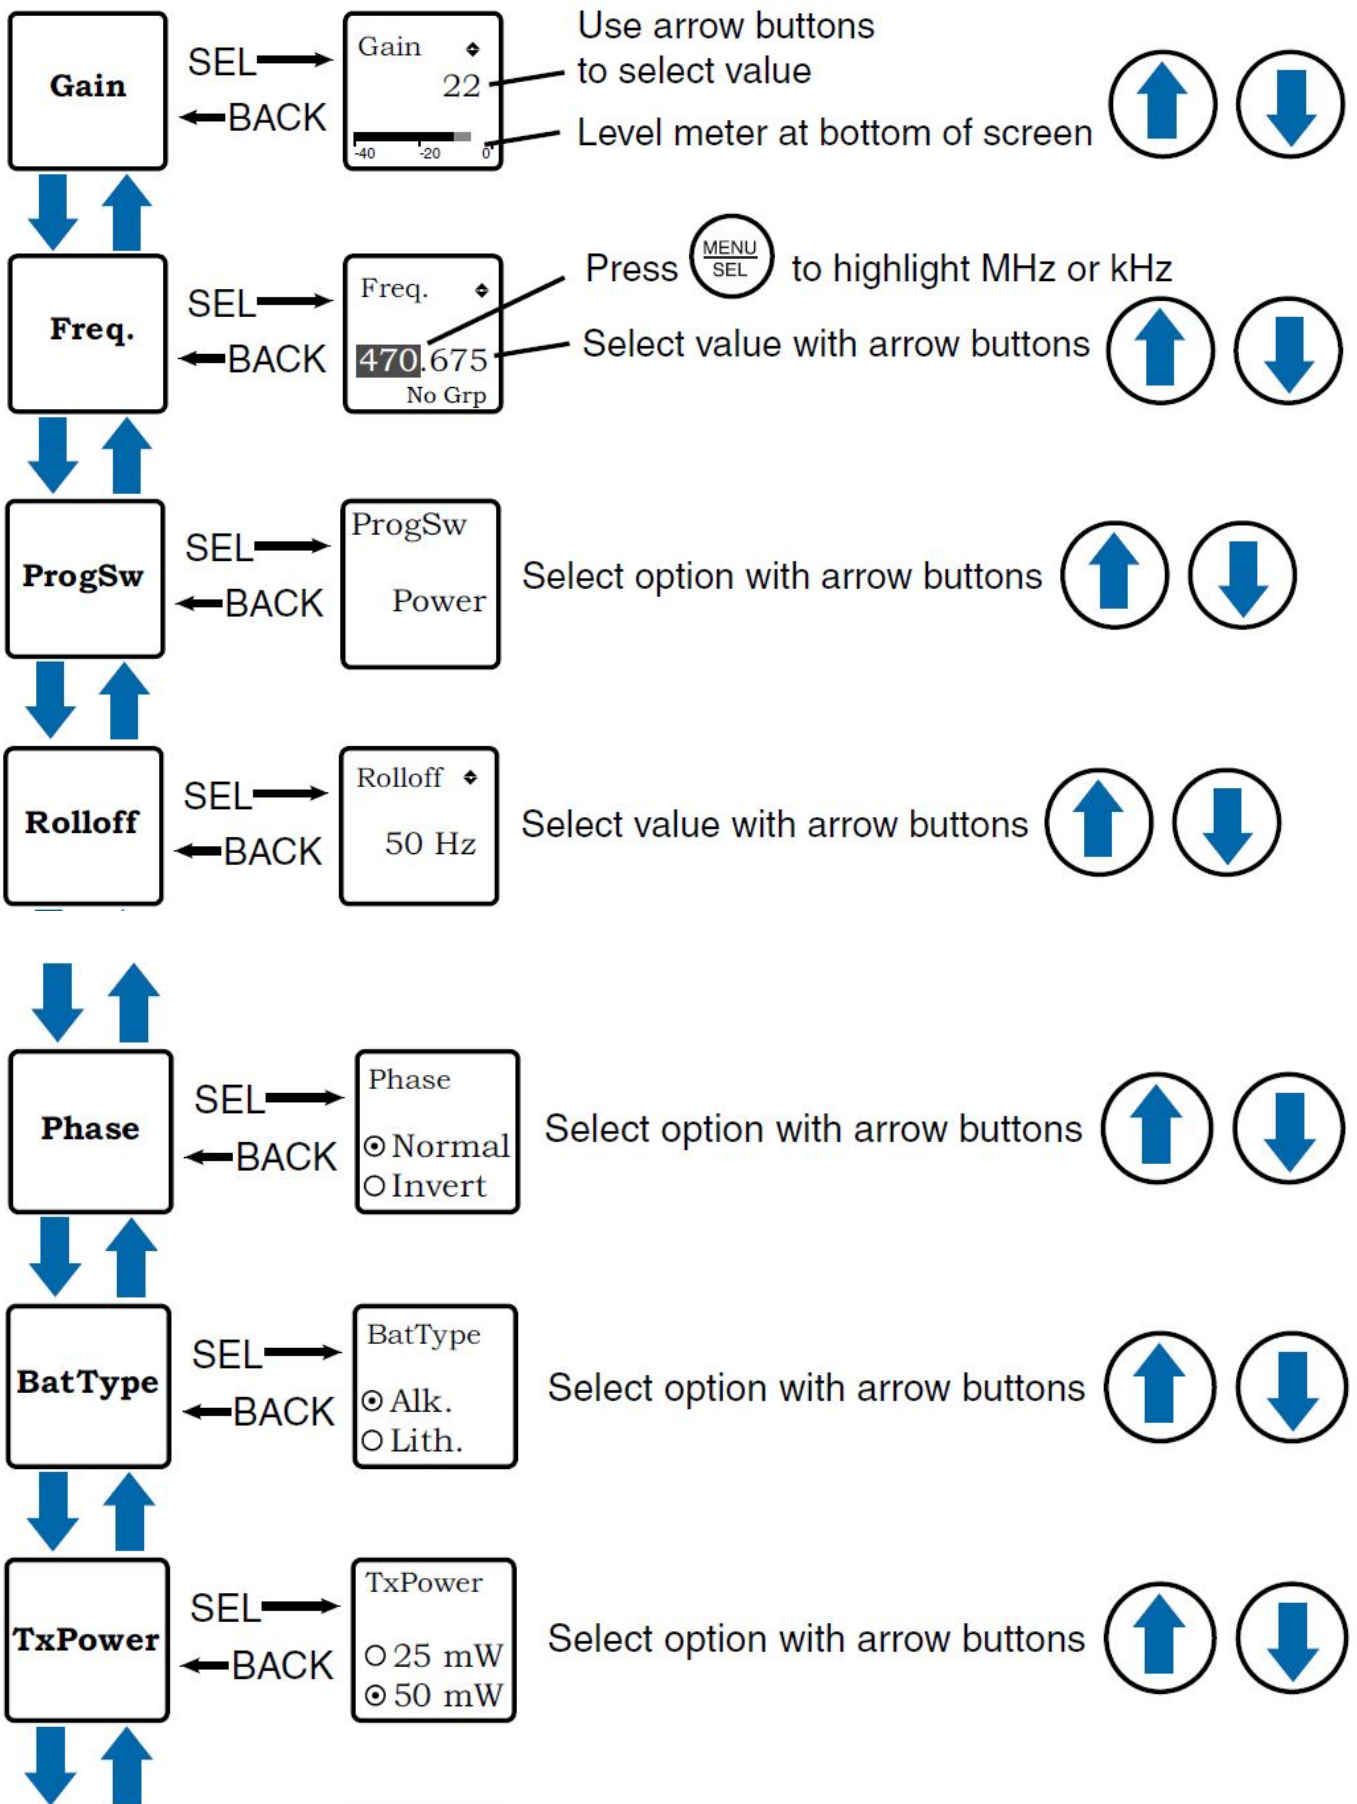 Gain
SEL
BACK
Gain
22
-40 -20 0
Use arrow buttons
to select value
Level meter at bottom of screen
Freq.
SEL
BACK
Freq.
470.675
No Grp
Press MENU
SEL
to highlight MHz or kHz
Select value with arrow buttons
ProgSw
SEL
BACK
ProgSw
Power
Select option with arrow buttons
Rolloff
SEL
BACK
Rolloff
50 Hz
Select value with arrow buttons
Phase
SEL
BACK
Phase
Normal
Invert
Select option with arrow buttons
BatType
SEL
BACK
BatType
Alk.
Lith.
Select option with arrow buttons
TxPower
SEL
BACK
TxPower
25 mW
50 mW
Select option with arrow buttons